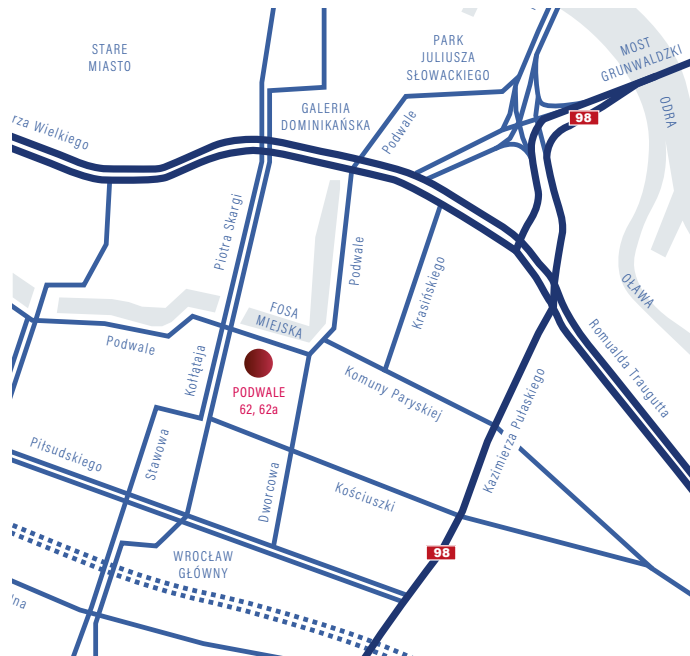 STARE
MIASTO
PARK
JULIUSZA
SŁOWACKIEGO
MOST
GRUNWALDZKI
ODRA
rza Wielkiego
GALERIA
DOMINIKAŃSKA
Podwale
98
Piotra Skargi
Podwale
Krasińskiego
OŁAWA
FOSA
MIEJSKA
Podwale
Kołłątaja
PODWALE
62, 62a
Komuny Paryskiej
Romualda Traugutta
Kazimierza Pułaskiego
Piłsudskiego
Stawowa
Dworcowa
Kościuszki
WROCŁAW
GŁÓWNY
98
na